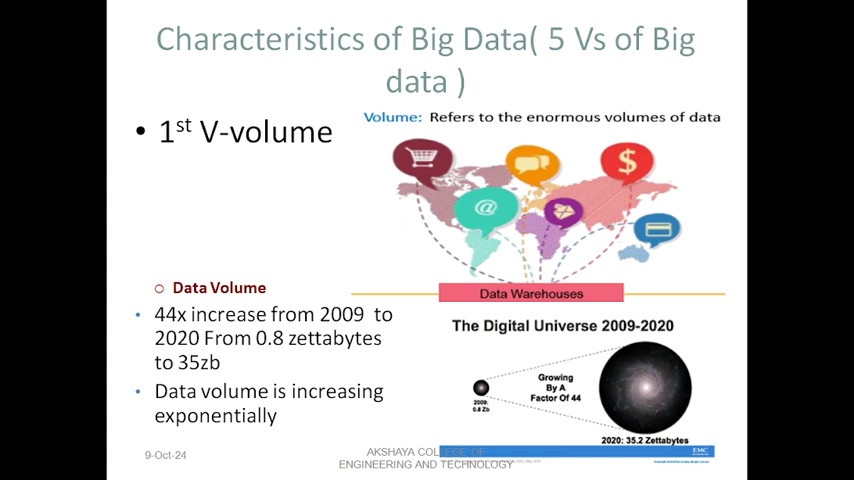 Characteristics of Big Data( 5 Vs of Big
data )
• 1st V-volume
Volume: Refers to the enormous volumes of data
@
$
Data Warehouses
Data Volume
• 44x increase from 2009 to
2020 From 0.8 zettabytes
to 35zb
• Data volume is increasing
exponentially
The Digital Universe 2009-2020
Growing
By A
Factor Of 44
2009:
0.8 Zb
2020: 35.2 Zettabytes
EMC
9-Oct-24
AKSHAYA COLLEGE OF
ENGINEERING AND TECHNOLOGY